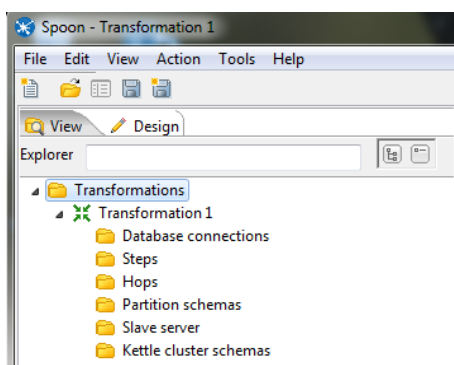 Spoon - Transformation 1
File Edit View Action Tools Help
View Design
Explorer
Transformations
Transformation 1
Database connections
Steps
Hops
Partition schemas
Slave server
Kettle cluster schemas